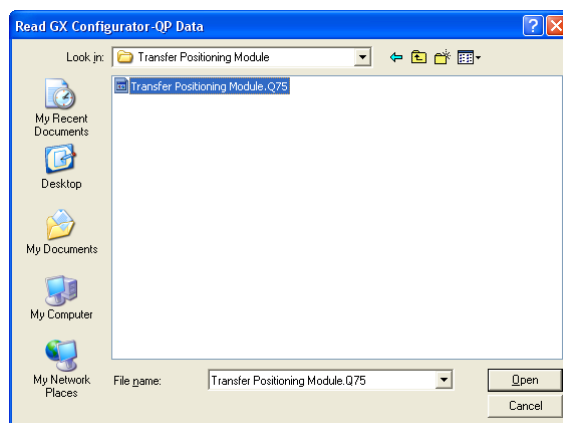 Read GX Configurator-QP Data
Look in:
Transfer Positioning Module
Transfer Positioning Module.Q75
My Recent
Documents
Desktop
My Documents
My Computer
My Network
Places
File name:
Transfer Positioning Module.Q75
Open
Cancel